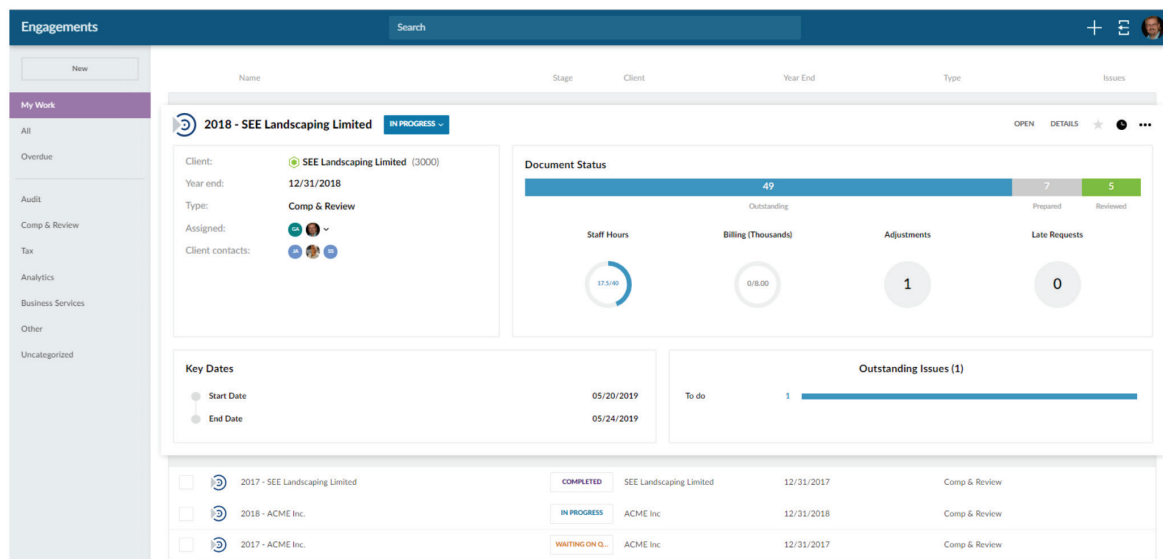 Engagements
Search
New
My Work
All
Overdue
Audit
Comp & Review
Tax
Analytics
Business Services
Other
Uncategorized
Name Stage Client Year End Type Issues
2018 - SEE Landscaping Limited IN PROGRESS OPEN DETAILS
Client: SEE Landscaping Limited (3000)
Year end: 12/31/2018
Type: Comp & Review
Assigned: GA
Client contacts: JA SS
Document Status
49 7 5
Outstanding Prepared Reviewed
Staff Hours Billing (Thousands) Adjustments Late Requests
17.5/40 0/8.00 1 0
Key Dates
Start Date 05/20/2019
End Date 05/24/2019
Outstanding Issues (1)
To do 1
2017 - SEE Landscaping Limited COMPLETED SEE Landscaping Limited 12/31/2017 Comp & Review
2018 - ACME Inc. IN PROGRESS ACME Inc 12/31/2018 Comp & Review
2017 - ACME Inc. WAITING ON Q... ACME Inc 12/31/2017 Comp & Review